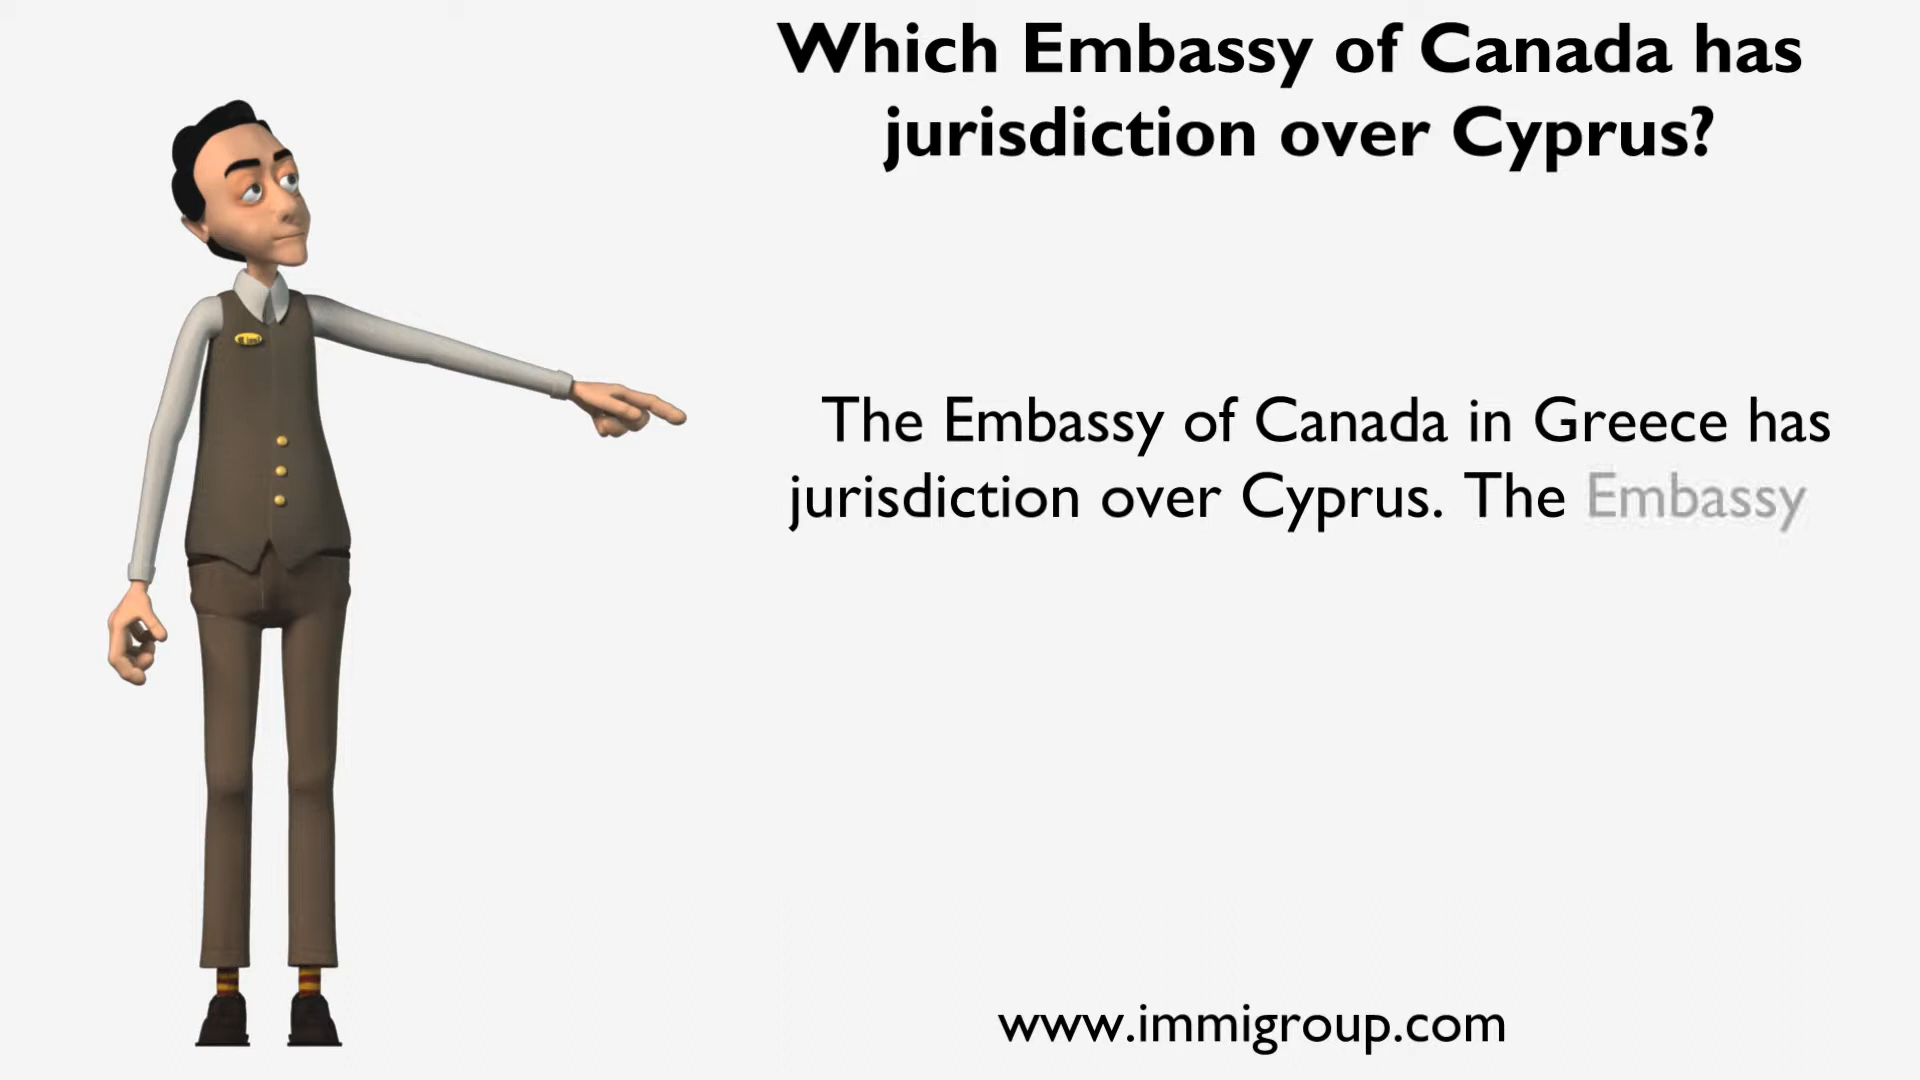 Which Embassy of Canada has
jurisdiction over Cyprus?
The Embassy of Canada in Greece has
jurisdiction over Cyprus. The Embassy
www.immigroup.com